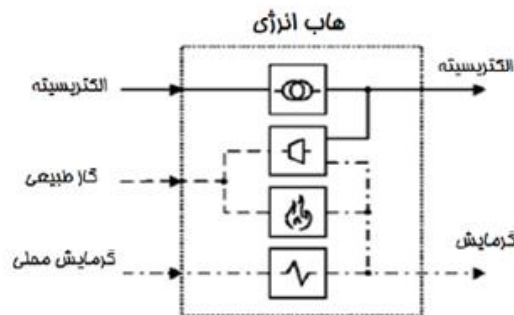 هاب انرژی
الکتریسیته
الکتریسیته
گاز طبیعی
گرمایش
گرمایش محلی